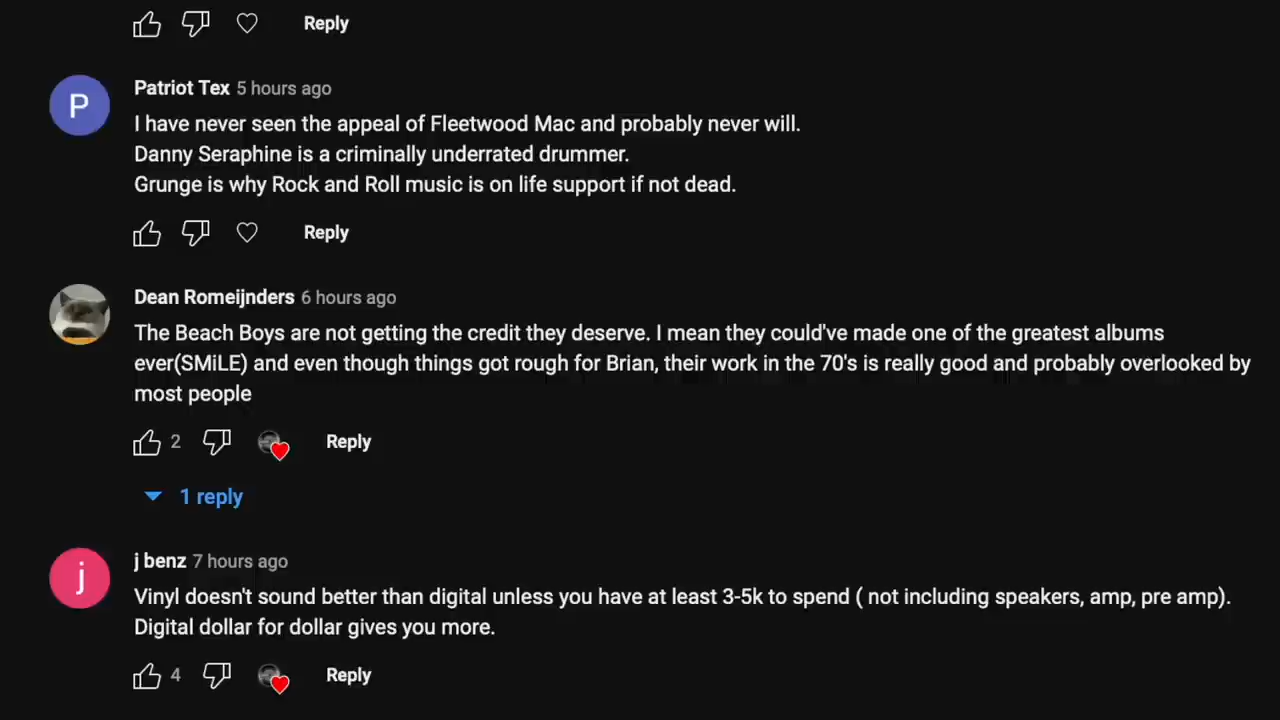 Reply
P
Patriot Tex 5 hours ago
I have never seen the appeal of Fleetwood Mac and probably never will.
Danny Seraphine is a criminally underrated drummer.
Grunge is why Rock and Roll music is on life support if not dead.
Reply
Dean Romeijnders 6 hours ago
The Beach Boys are not getting the credit they deserve. I mean they could've made one of the greatest albums
ever(SMiLE) and even though things got rough for Brian, their work in the 70's is really good and probably overlooked by
most people
2 Reply
1 reply
j
j benz 7 hours ago
Vinyl doesn't sound better than digital unless you have at least 3-5k to spend ( not including speakers, amp, pre amp).
Digital dollar for dollar gives you more.
4 Reply